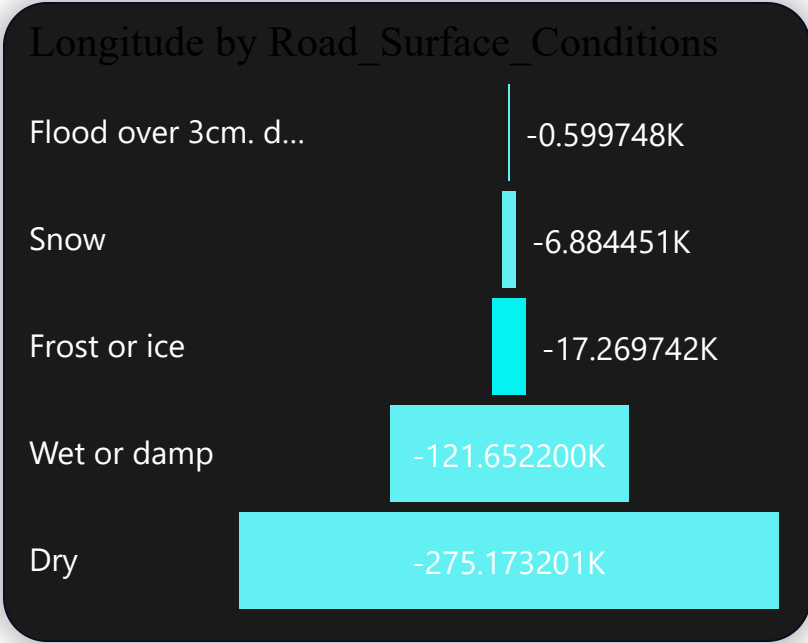 Longitude by Road_Surface_Conditions
Flood over 3cm. d... -0.599748K
Snow -6.884451K
Frost or ice -17.269742K
Wet or damp -121.652200K
Dry -275.173201K